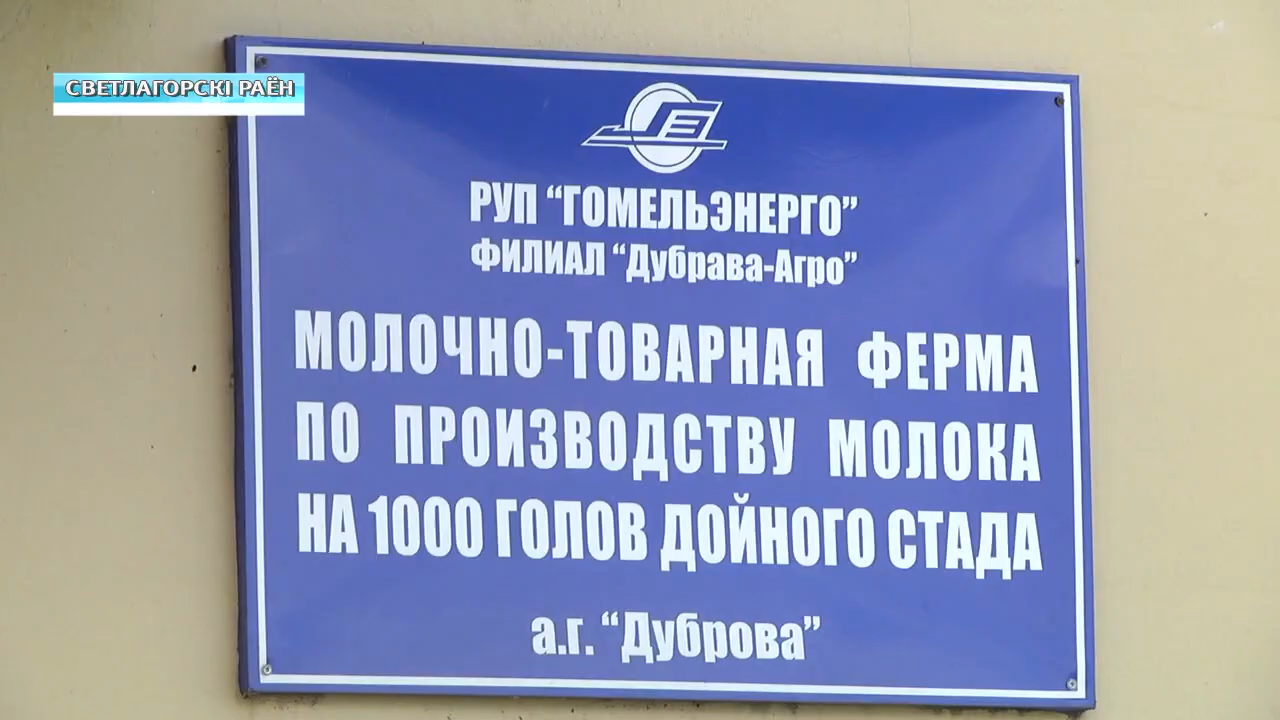 СВЕТЛАГОРСКІ РАЁН
РУП “ГОМЕЛЬЭНЕРГО”
ФИЛИАЛ “Дубрава-Агро”
МОЛОЧНО-ТОВАРНАЯ ФЕРМА
ПО ПРОИЗВОДСТВУ МОЛОКА
НА 1000 ГОЛОВ ДОЙНОГО СТАДА
а.г. “Дуброва”